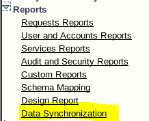 Reports
Requests Reports
User and Accounts Reports
Services Reports
Audit and Security Reports
Custom Reports
Schema Mapping
Design Report
Data Synchronization